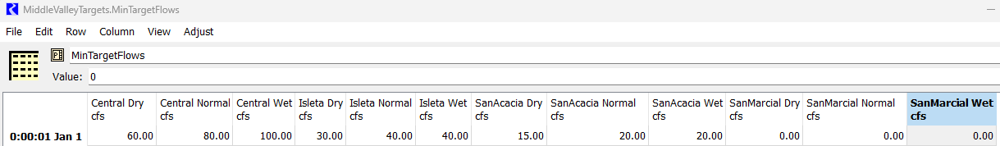 MiddleValleyTargets.MinTargetFlows
File Edit Row Column View Adjust
MinTargetFlows
Value: 0
Central Dry Central Normal Central Wet Isleta Dry Isleta Normal Isleta Wet SanAcacia Dry SanAcacia Normal SanAcacia Wet SanMarcial Dry SanMarcial Normal SanMarcial Wet
cfs cfs cfs cfs cfs cfs cfs cfs cfs cfs cfs cfs
0:00:01 Jan 1 60.00 80.00 100.00 30.00 40.00 40.00 15.00 20.00 20.00 0.00 0.00 0.00